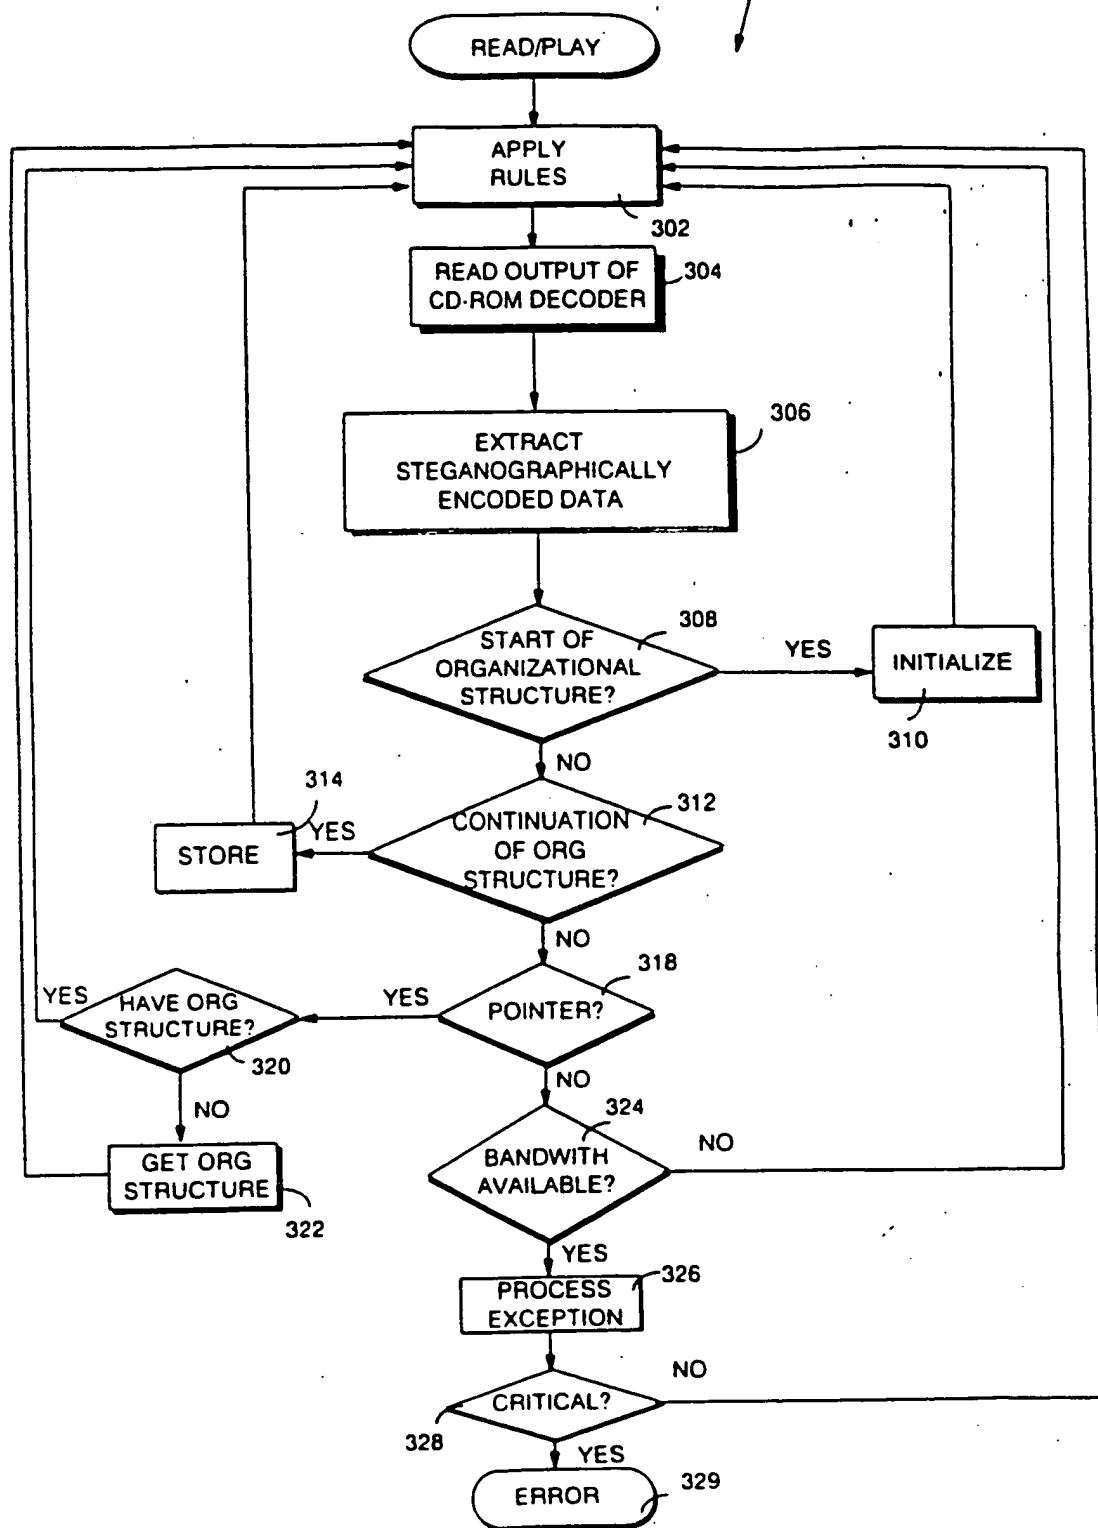 READ/PLAY
APPLY
RULES
302
READ OUTPUT OF
CD-ROM DECODER
304
EXTRACT
STEGANOGRAPHICALLY
ENCODED DATA
306
START OF
ORGANIZATIONAL
STRUCTURE?
308
YES
INITIALIZE
310
NO
CONTINUATION
OF ORG
STRUCTURE?
312
YES
314
STORE
NO
POINTER?
318
YES
HAVE ORG
STRUCTURE?
320
YES
NO
GET ORG
STRUCTURE
322
NO
BANDWITH
AVAILABLE?
324
NO
YES
PROCESS
EXCEPTION
326
CRITICAL?
328
NO
YES
ERROR
329